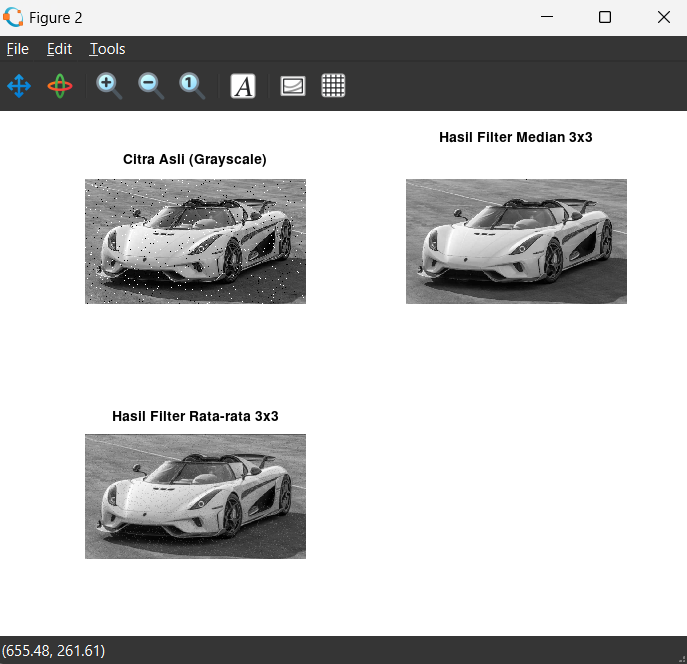 Figure 2
File Edit Tools
1 A
Hasil Filter Median 3x3
Citra Asli (Grayscale)
Hasil Filter Rata-rata 3x3
(655.48, 261.61)